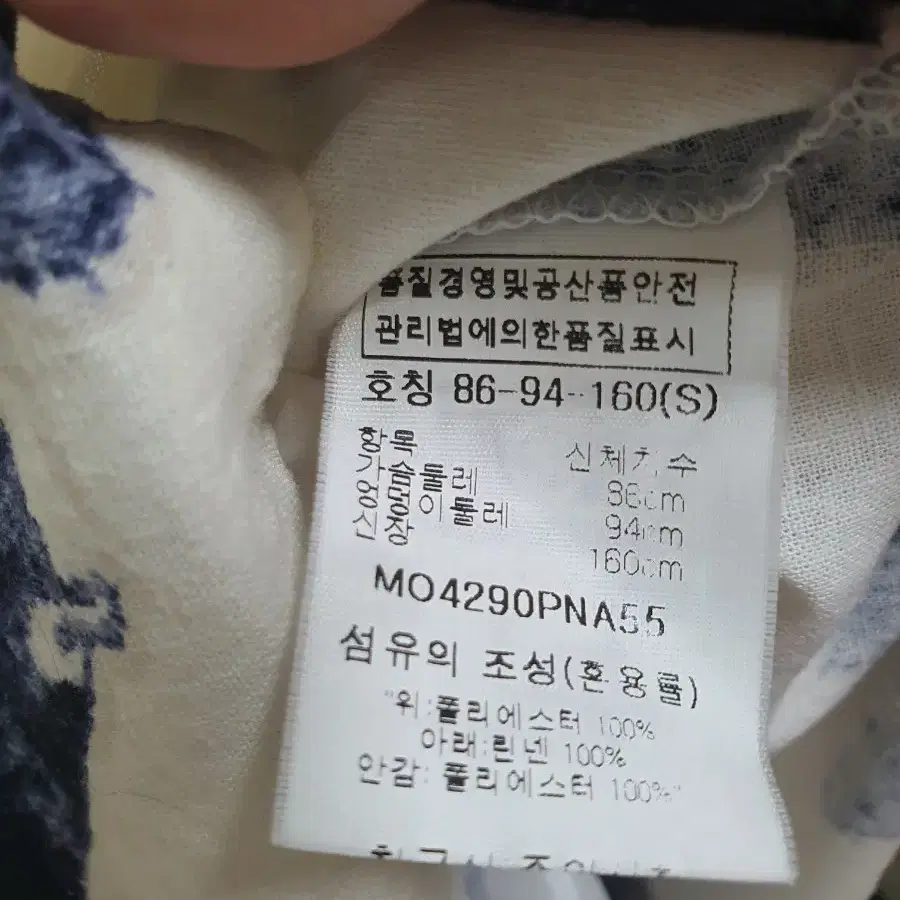 품질경영및공산품안전
관리법에의한품질표시
호칭 86-94-160(S)
항목 신체치수
가슴둘레 86cm
엉덩이둘레 94cm
신장 160cm
MO4290PNA55
섬유의 조성(혼용률)
"위:폴리에스터 100%
아래:린넨 100%
안감: 폴리에스터 100%"